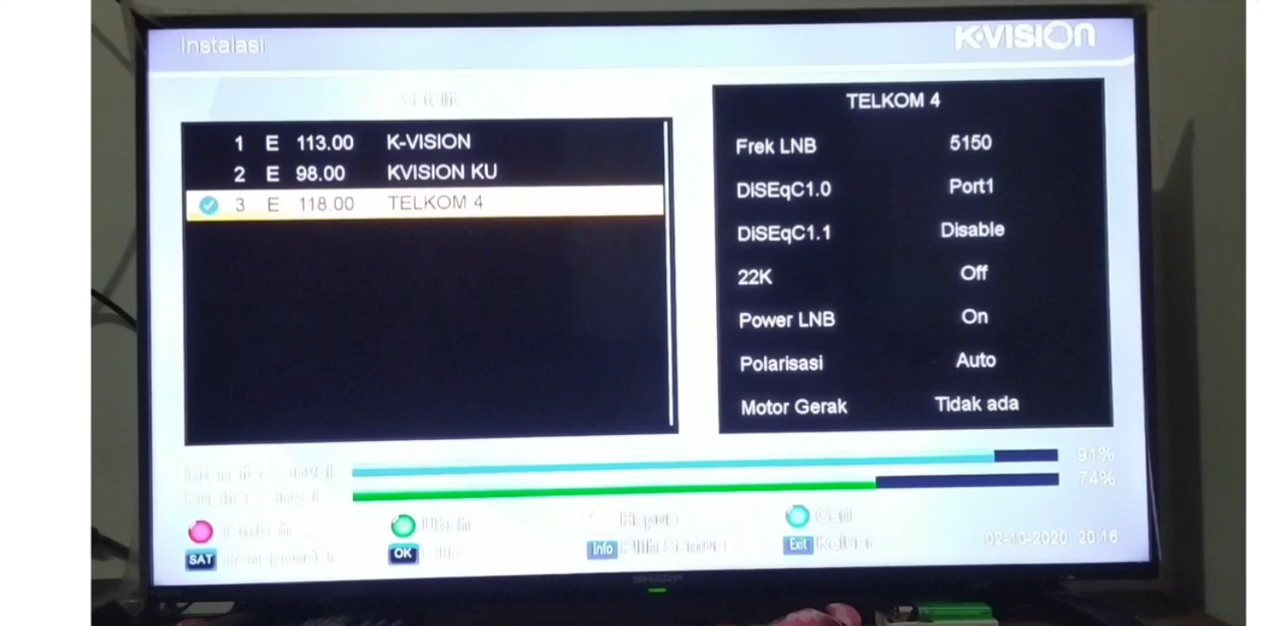 Instalasi
K-VISION
1 E 113.00 K-VISION
2 E 98.00 KVISION KU
3 E 118.00 TELKOM 4
TELKOM 4
Frek LNB 5150
DiSEqC1.0 Port1
DiSEqC1.1 Disable
22K Off
Power LNB On
Polarisasi Auto
Motor Gerak Tidak ada
91%
74%
Hapus
Cari
SAT
OK
Info
Exit Keluar
02-10-2020 20:16
SHARP